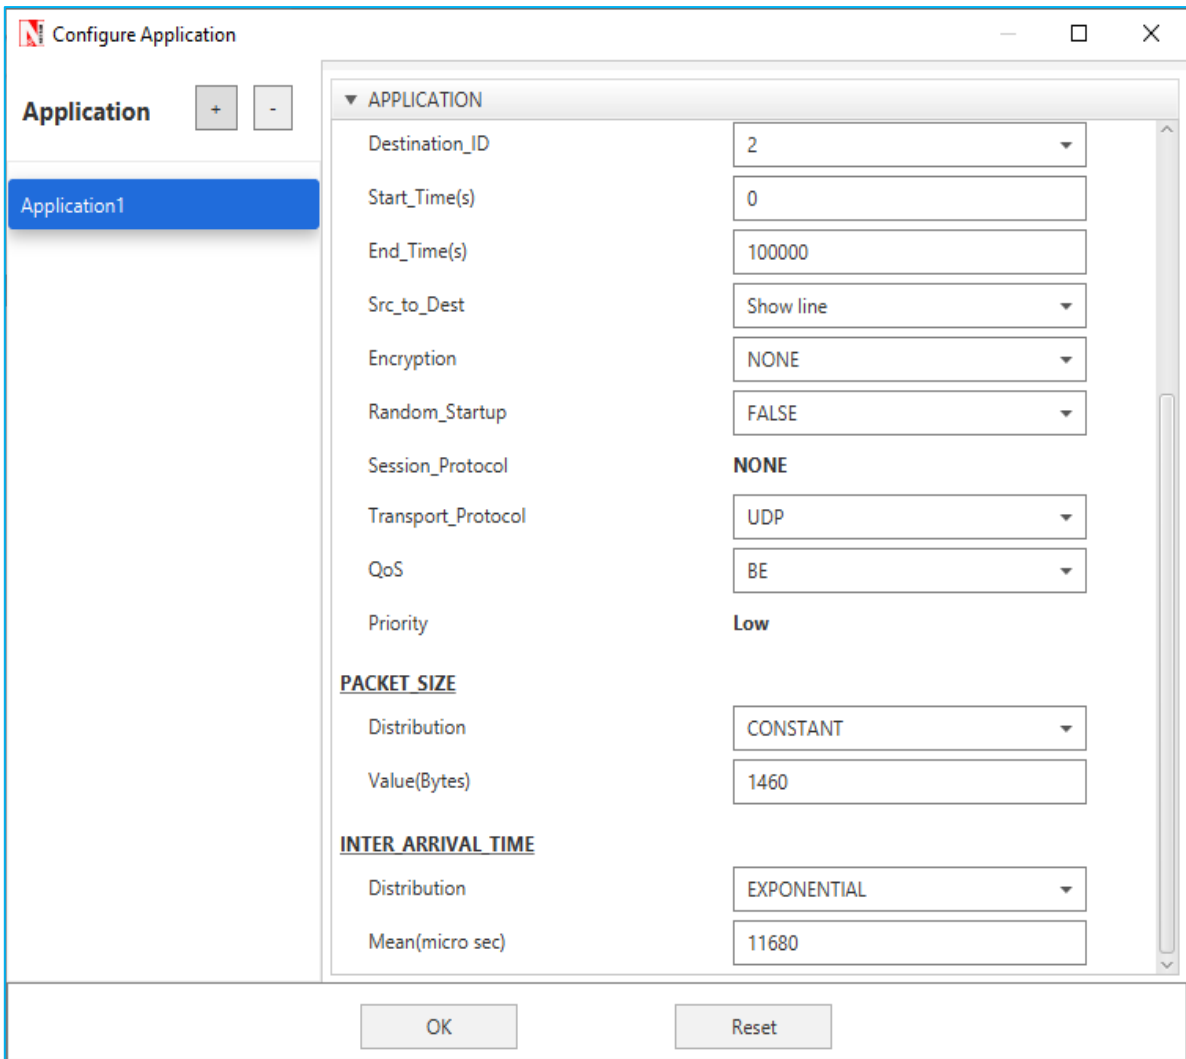 Configure Application
Application + -
Application1
APPLICATION
Destination_ID 2
Start_Time(s) 0
End_Time(s) 100000
Src_to_Dest Show line
Encryption NONE
Random_Startup FALSE
Session_Protocol NONE
Transport_Protocol UDP
QoS BE
Priority Low
PACKET_SIZE
Distribution CONSTANT
Value(Bytes) 1460
INTER_ARRIVAL_TIME
Distribution EXPONENTIAL
Mean(micro sec) 11680
OK Reset